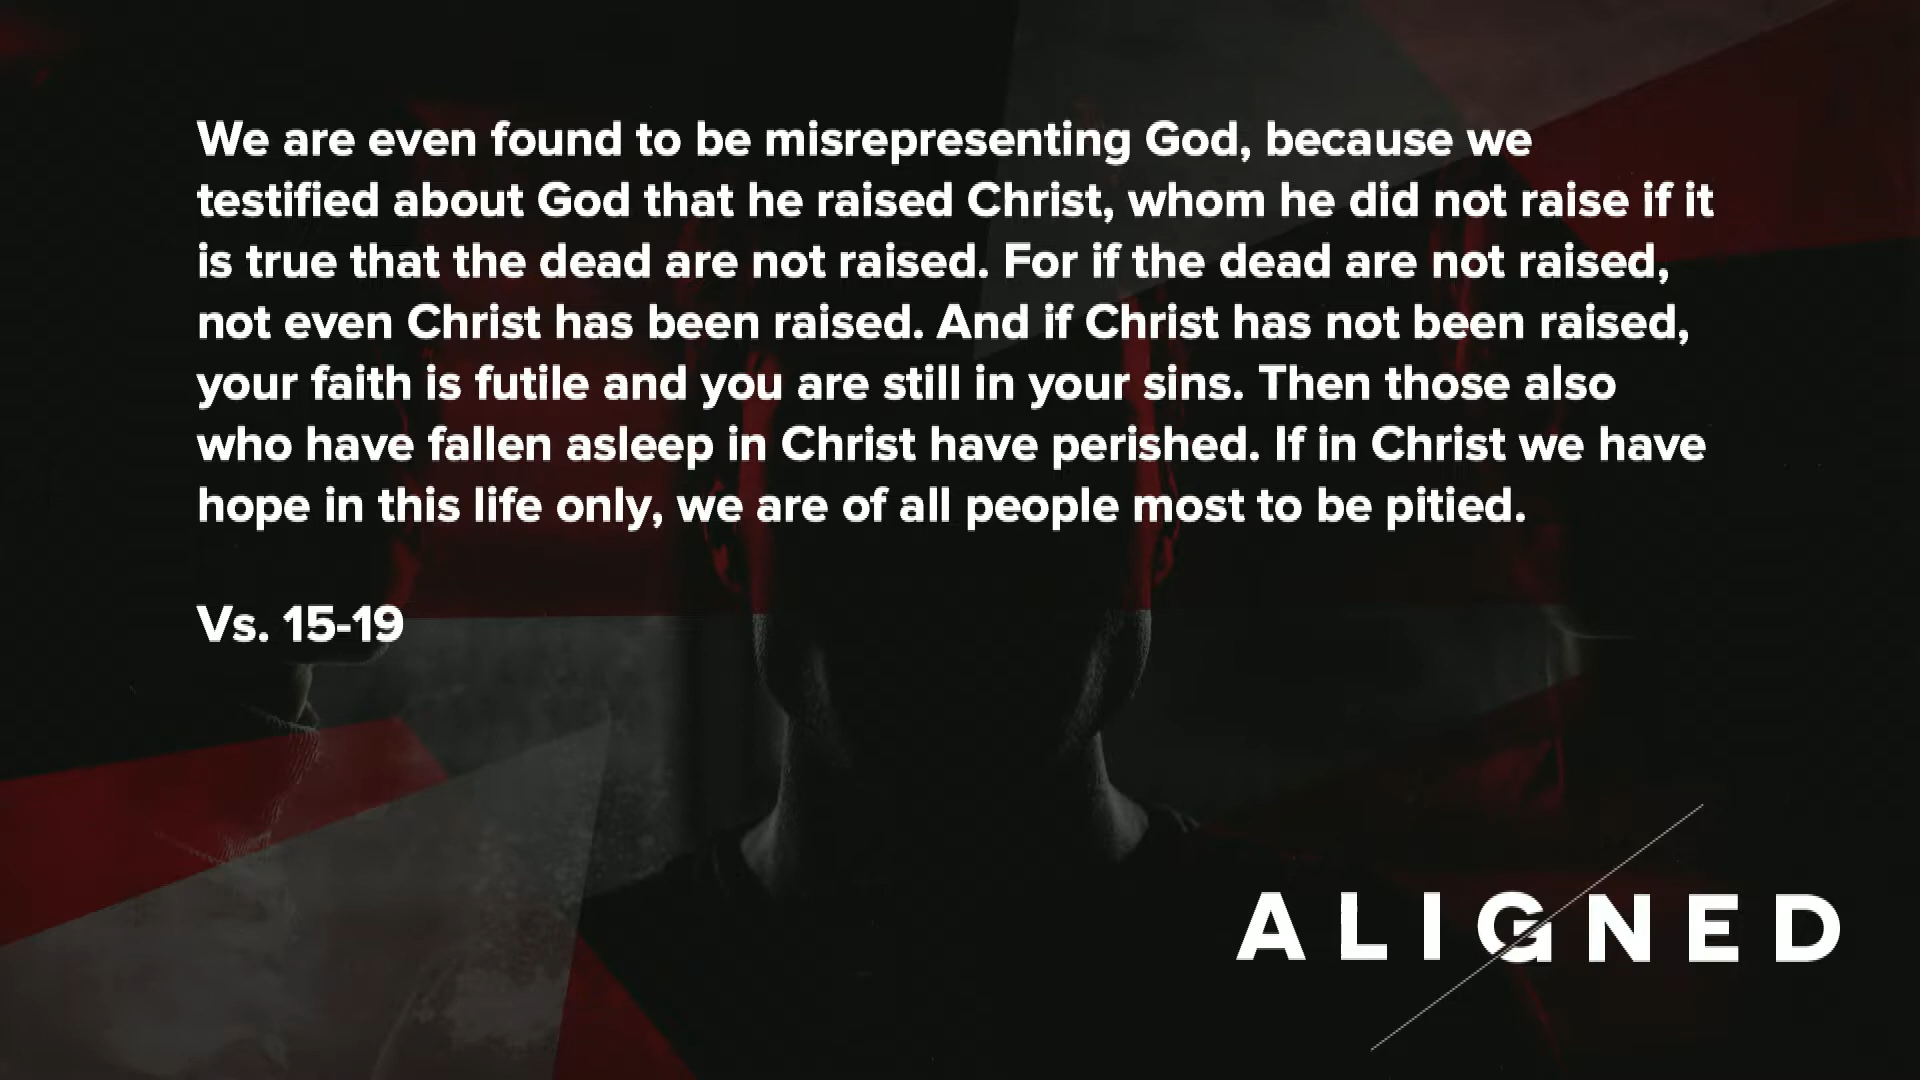 We are even found to be misrepresenting God, because we
testified about God that he raised Christ, whom he did not raise if it
is true that the dead are not raised. For if the dead are not raised,
not even Christ has been raised. And if Christ has not been raised,
your faith is futile and you are still in your sins. Then those also
who have fallen asleep in Christ have perished. If in Christ we have
hope in this life only, we are of all people most to be pitied.
Vs. 15-19
ALIGNED